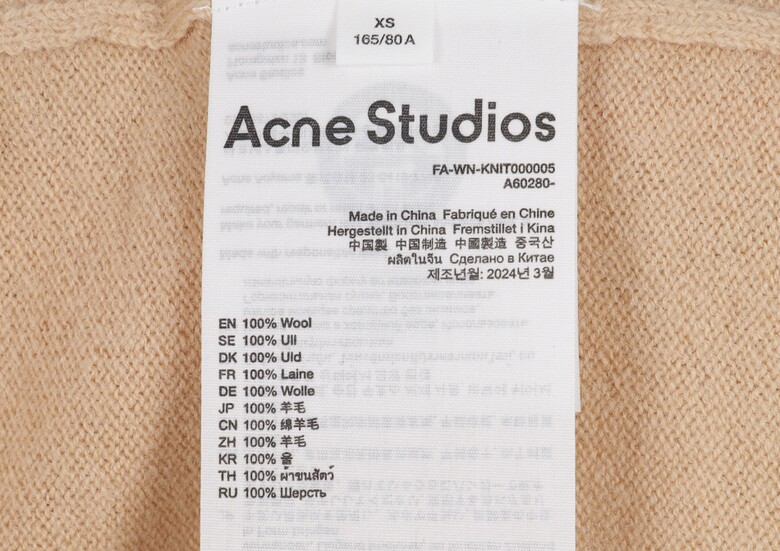 XS
165/80 A
Acne Studios
FA-WN-KNIT000005
A60280-
Made in China Fabriqué en Chine
Hergestellt in China Fremstillet i Kina
中国製 中国制造 中國製造 중국산
ผลิตในจีน Сделано в Китае
제조년월: 2024년 3월
EN 100% Wool
SE 100% Ull
DK 100% Uld
FR 100% Laine
DE 100% Wolle
JP 100% 羊毛
CN 100% 绵羊毛
ZH 100% 羊毛
KR 100% 울
TH 100% ผ้าขนสัตว์
RU 100% Шерсть